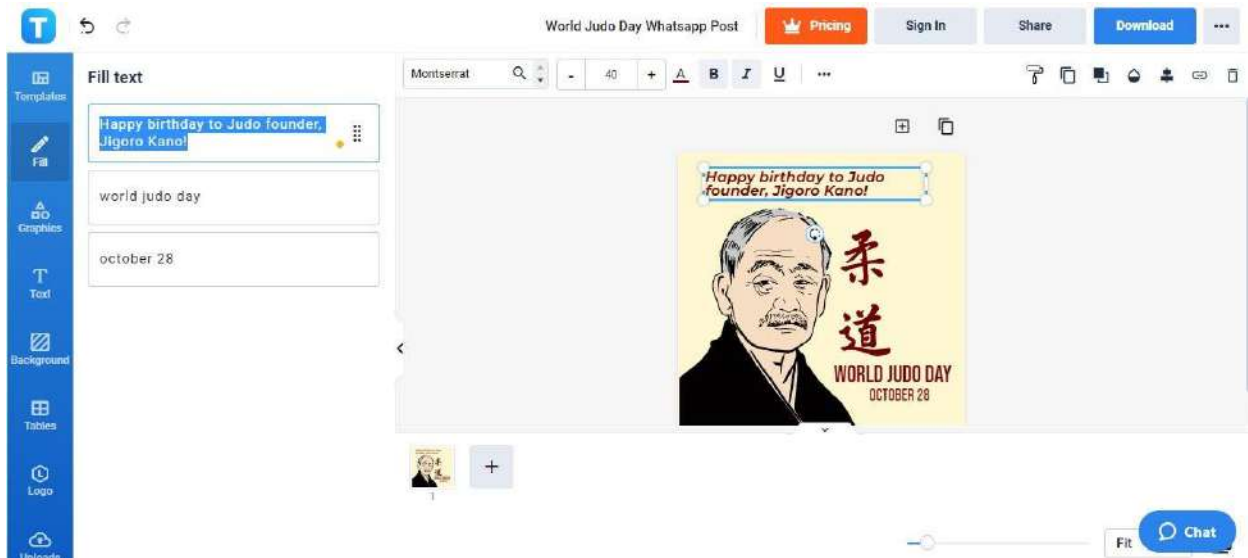 T
World Judo Day Whatsapp Post
Pricing
Sign In
Share
Download
Templates
Fill
Graphics
Text
Background
Tables
Logo
Uploads
Fill text
Happy birthday to Judo founder,
Jigoro Kano!
world judo day
october 28
Montserrat
- 40 + A B I U
Happy birthday to Judo
founder, Jigoro Kano!
柔
道
WORLD JUDO DAY
OCTOBER 28
1
Fit
Chat